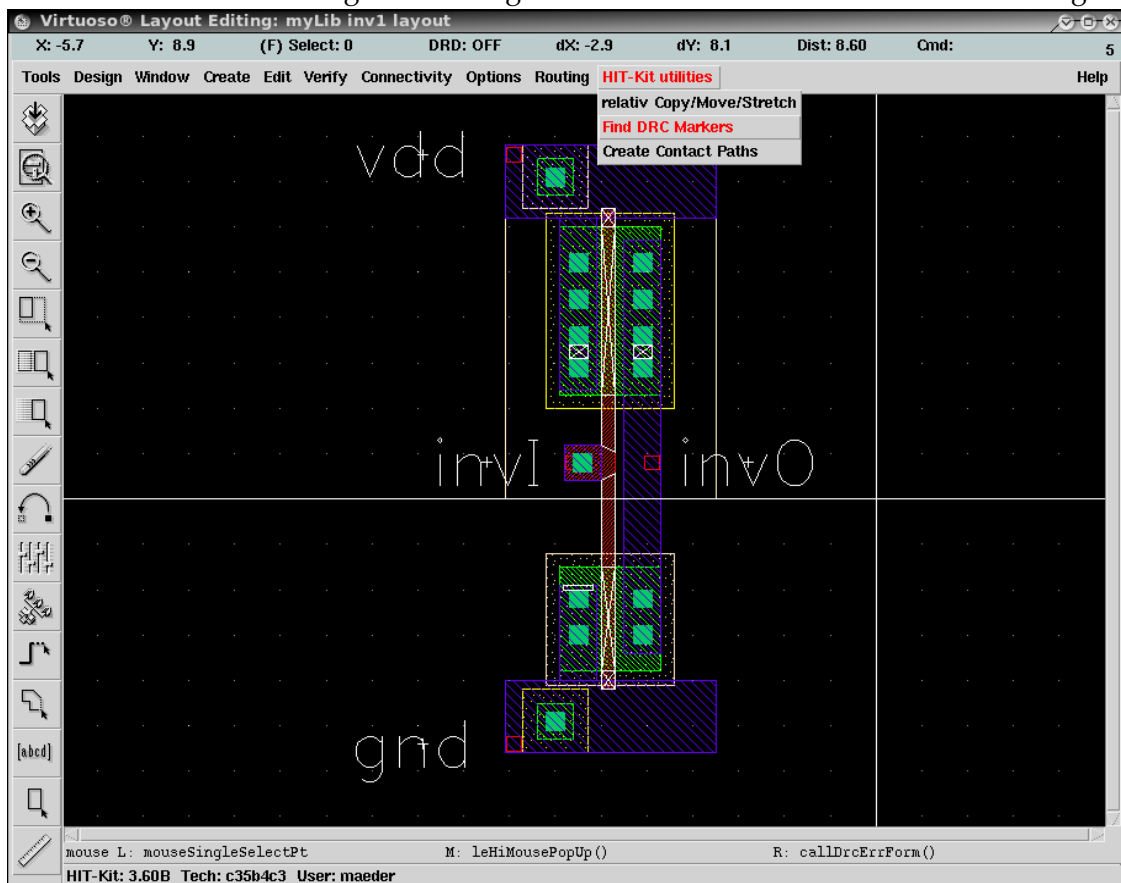 Virtuoso® Layout Editing: myLib inv1 layout
X: -5.7 Y: 8.9 (F) Select: 0 DRD: OFF dX: -2.9 dY: 8.1 Dist: 8.60 Cmd: 5
Tools Design Window Create Edit Verify Connectivity Options Routing HIT-Kit utilities Help
relativ Copy/Move/Stretch
Find DRC Markers
Create Contact Paths
vdd
invI invO
gnd
[abcd]
mouse L: mouseSingleSelectPt M: leHiMousePopUp() R: callDrcErrForm()
HIT-Kit: 3.60B Tech: c35b4c3 User: maeder